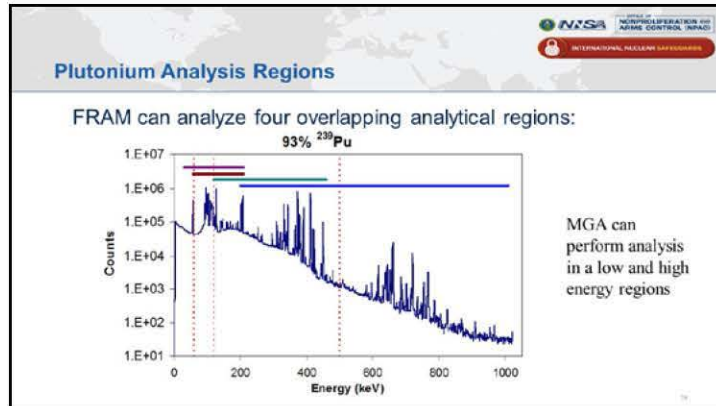 NNSA
OFFICE OF
NONPROLIFERATION AND
ARMS CONTROL (NPAC)
INTERNATIONAL NUCLEAR SAFEGUARDS
Plutonium Analysis Regions
FRAM can analyze four overlapping analytical regions:
93% ²³⁹Pu
1.E+07
1.E+06
1.E+05
1.E+04
1.E+03
1.E+02
1.E+01
Counts
0
200
400
600
800
1000
Energy (keV)
MGA can
perform analysis
in a low and high
energy regions